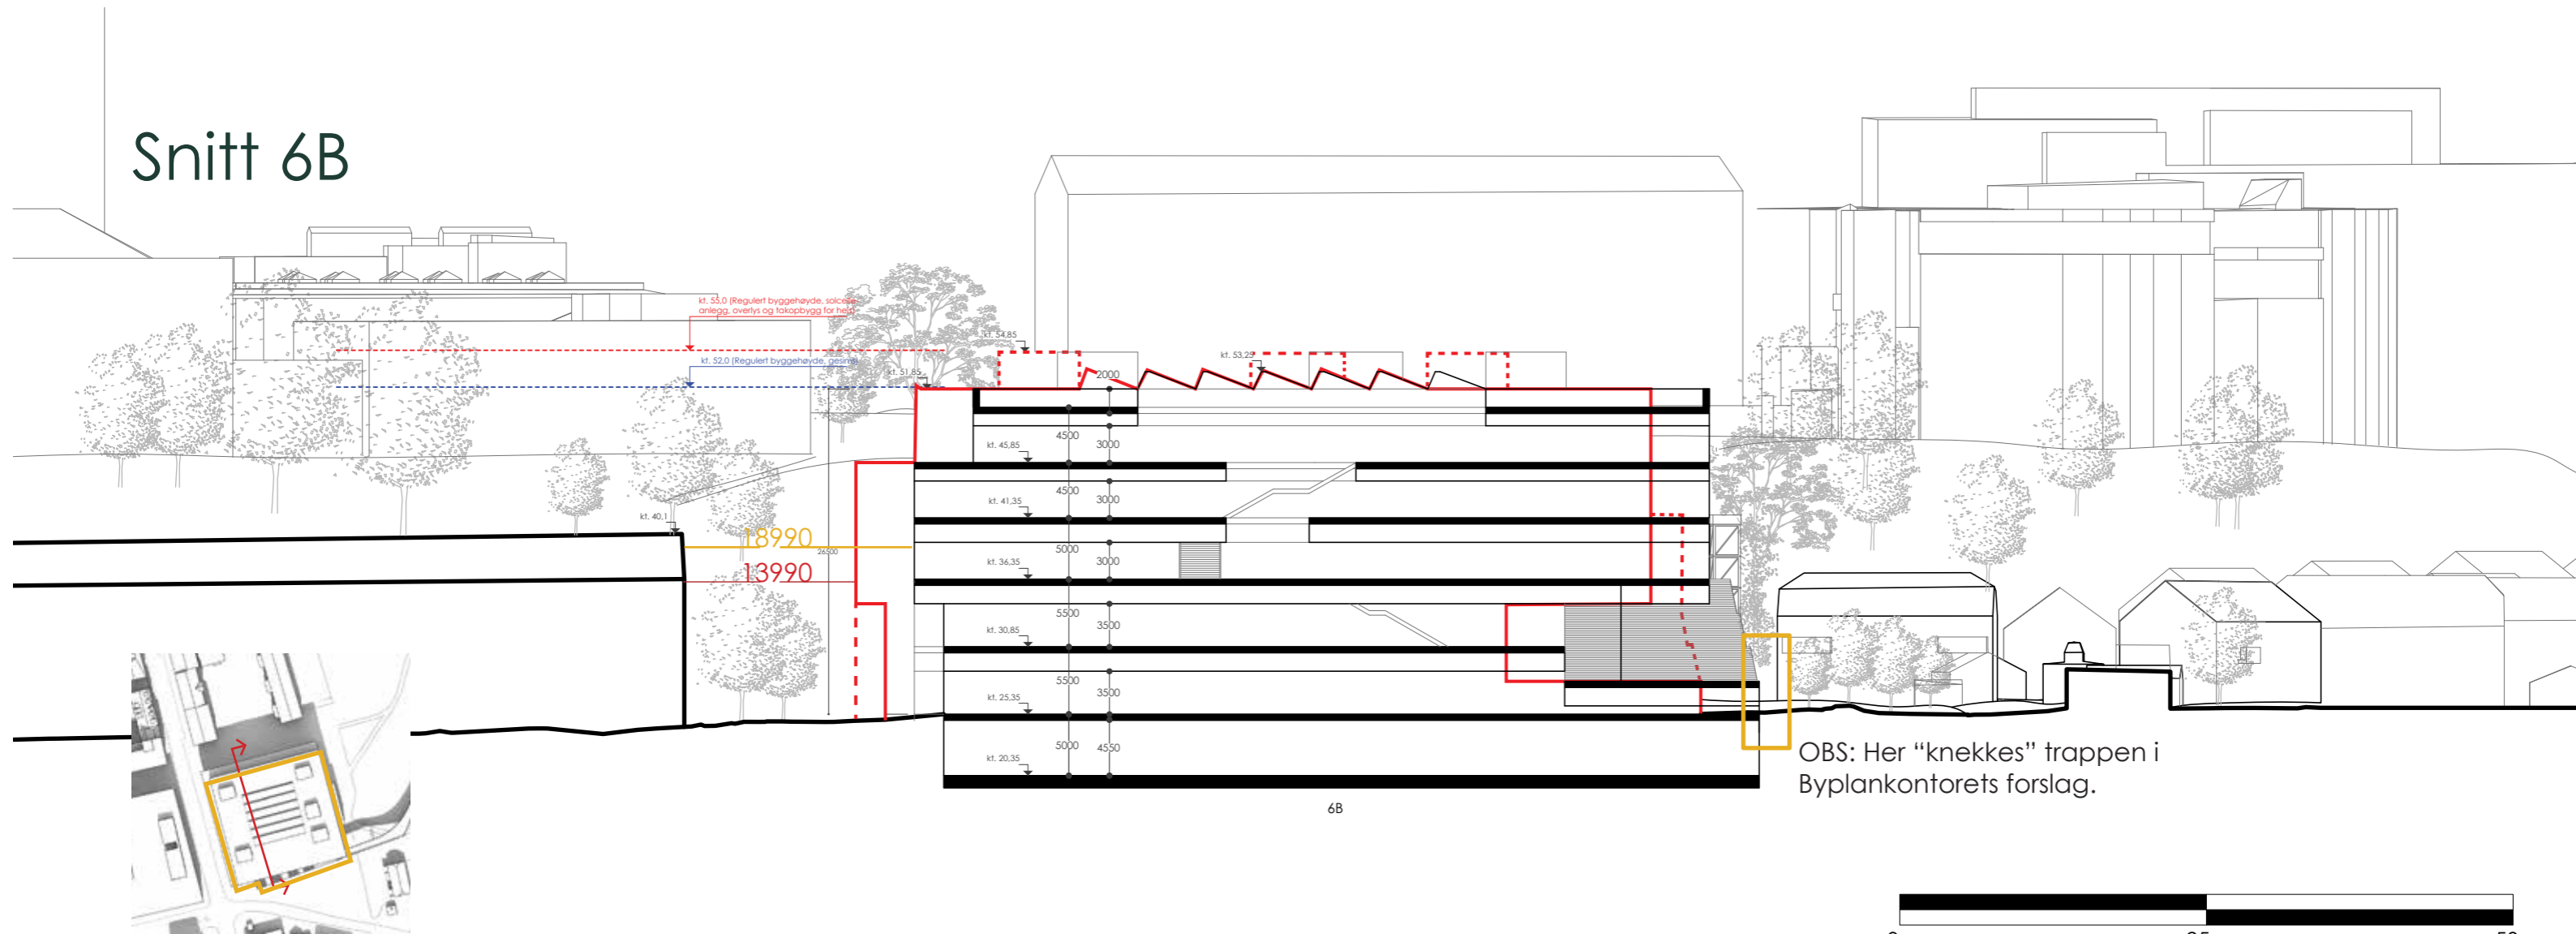 Snitt 6B
kt. 55,0 (Regulert byggehøyde, solcelle-
anlegg, overlys og takopbygg for heis)
kt. 52,0 (Regulert byggehøyde, gesims)
kt. 54,85
kt. 53,25
kt. 51,85
2000
4500
3000
kt. 45,85
4500
3000
kt. 41,35
kt. 40,1
18990
26500
5000
3000
kt. 36,35
13990
5500
3500
kt. 30,85
5500
3500
kt. 25,35
5000
4550
kt. 20,35
OBS: Her “knekkes” trappen i
Byplankontorets forslag.
6B